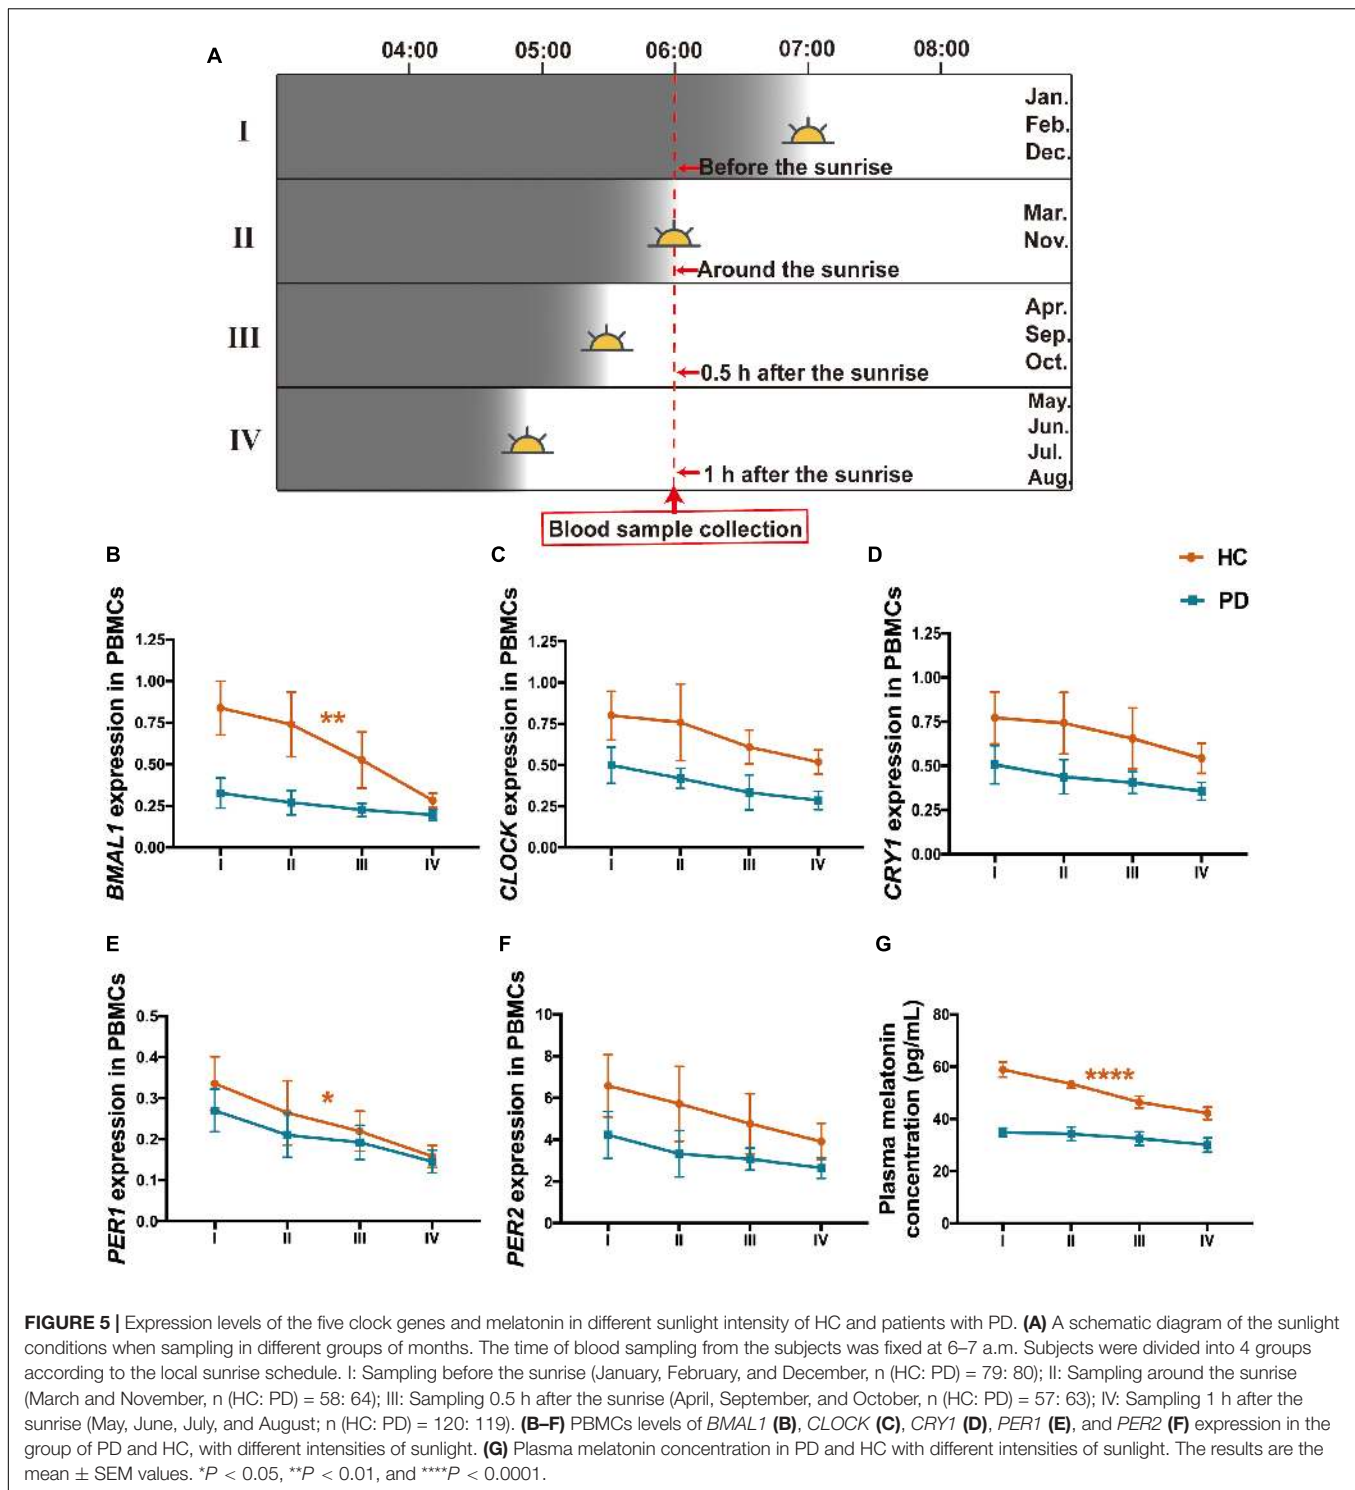 A
04:00 05:00 06:00 07:00 08:00
I
Jan.
Feb.
Dec.
Before the sunrise
II
Mar.
Nov.
Around the sunrise
III
Apr.
Sep.
Oct.
0.5 h after the sunrise
IV
May.
Jun.
Jul.
Aug.
1 h after the sunrise
Blood sample collection
HC
PD
B
BMAL1 expression in PBMCs
1.25
1.00
0.75
0.50
0.25
0.00
**
I II III IV
C
CLOCK expression in PBMCs
1.25
1.00
0.75
0.50
0.25
0.00
I II III IV
D
CRY1 expression in PBMCs
1.25
1.00
0.75
0.50
0.25
0.00
I II III IV
E
PER1 expression in PBMCs
0.5
0.4
0.3
0.2
0.1
0.0
*
I II III IV
F
PER2 expression in PBMCs
10
8
6
4
2
0
I II III IV
G
Plasma melatonin
concentration (pg/mL)
80
60
40
20
0
****
I II III IV
FIGURE 5 | Expression levels of the five clock genes and melatonin in different sunlight intensity of HC and patients with PD. (A) A schematic diagram of the sunlight
conditions when sampling in different groups of months. The time of blood sampling from the subjects was fixed at 6–7 a.m. Subjects were divided into 4 groups
according to the local sunrise schedule. I: Sampling before the sunrise (January, February, and December, n (HC: PD) = 79: 80); II: Sampling around the sunrise
(March and November, n (HC: PD) = 58: 64); III: Sampling 0.5 h after the sunrise (April, September, and October, n (HC: PD) = 57: 63); IV: Sampling 1 h after the
sunrise (May, June, July, and August; n (HC: PD) = 120: 119). (B–F) PBMCs levels of BMAL1 (B), CLOCK (C), CRY1 (D), PER1 (E), and PER2 (F) expression in the
group of PD and HC, with different intensities of sunlight. (G) Plasma melatonin concentration in PD and HC with different intensities of sunlight. The results are the
mean ± SEM values. *P < 0.05, **P < 0.01, and ****P < 0.0001.